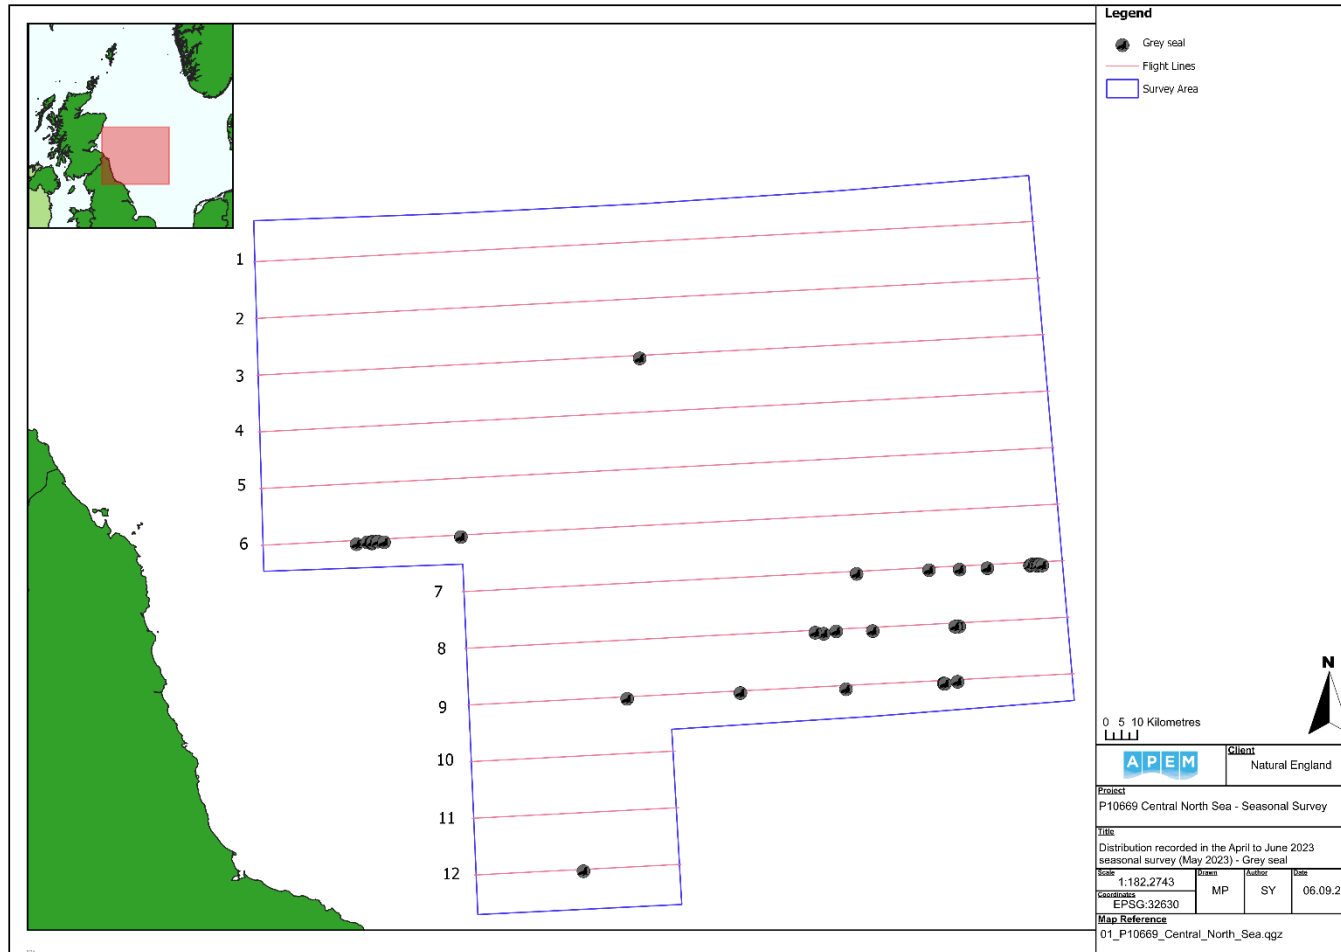 Legend
Grey seal
Flight Lines
Survey Area
1
2
3
4
5
6
7
8
9
10
11
12
N
0 5 10 Kilometres
APEM
Client
Natural England
Project
P10669 Central North Sea - Seasonal Survey
Title
Distribution recorded in the April to June 2023
seasonal survey (May 2023) - Grey seal
Scale
1:182,2743
Drawn
MP
Author
SY
Date
06.09.2
Coordinates
EPSG:32630
Map Reference
01_P10669_Central_North_Sea.qgz